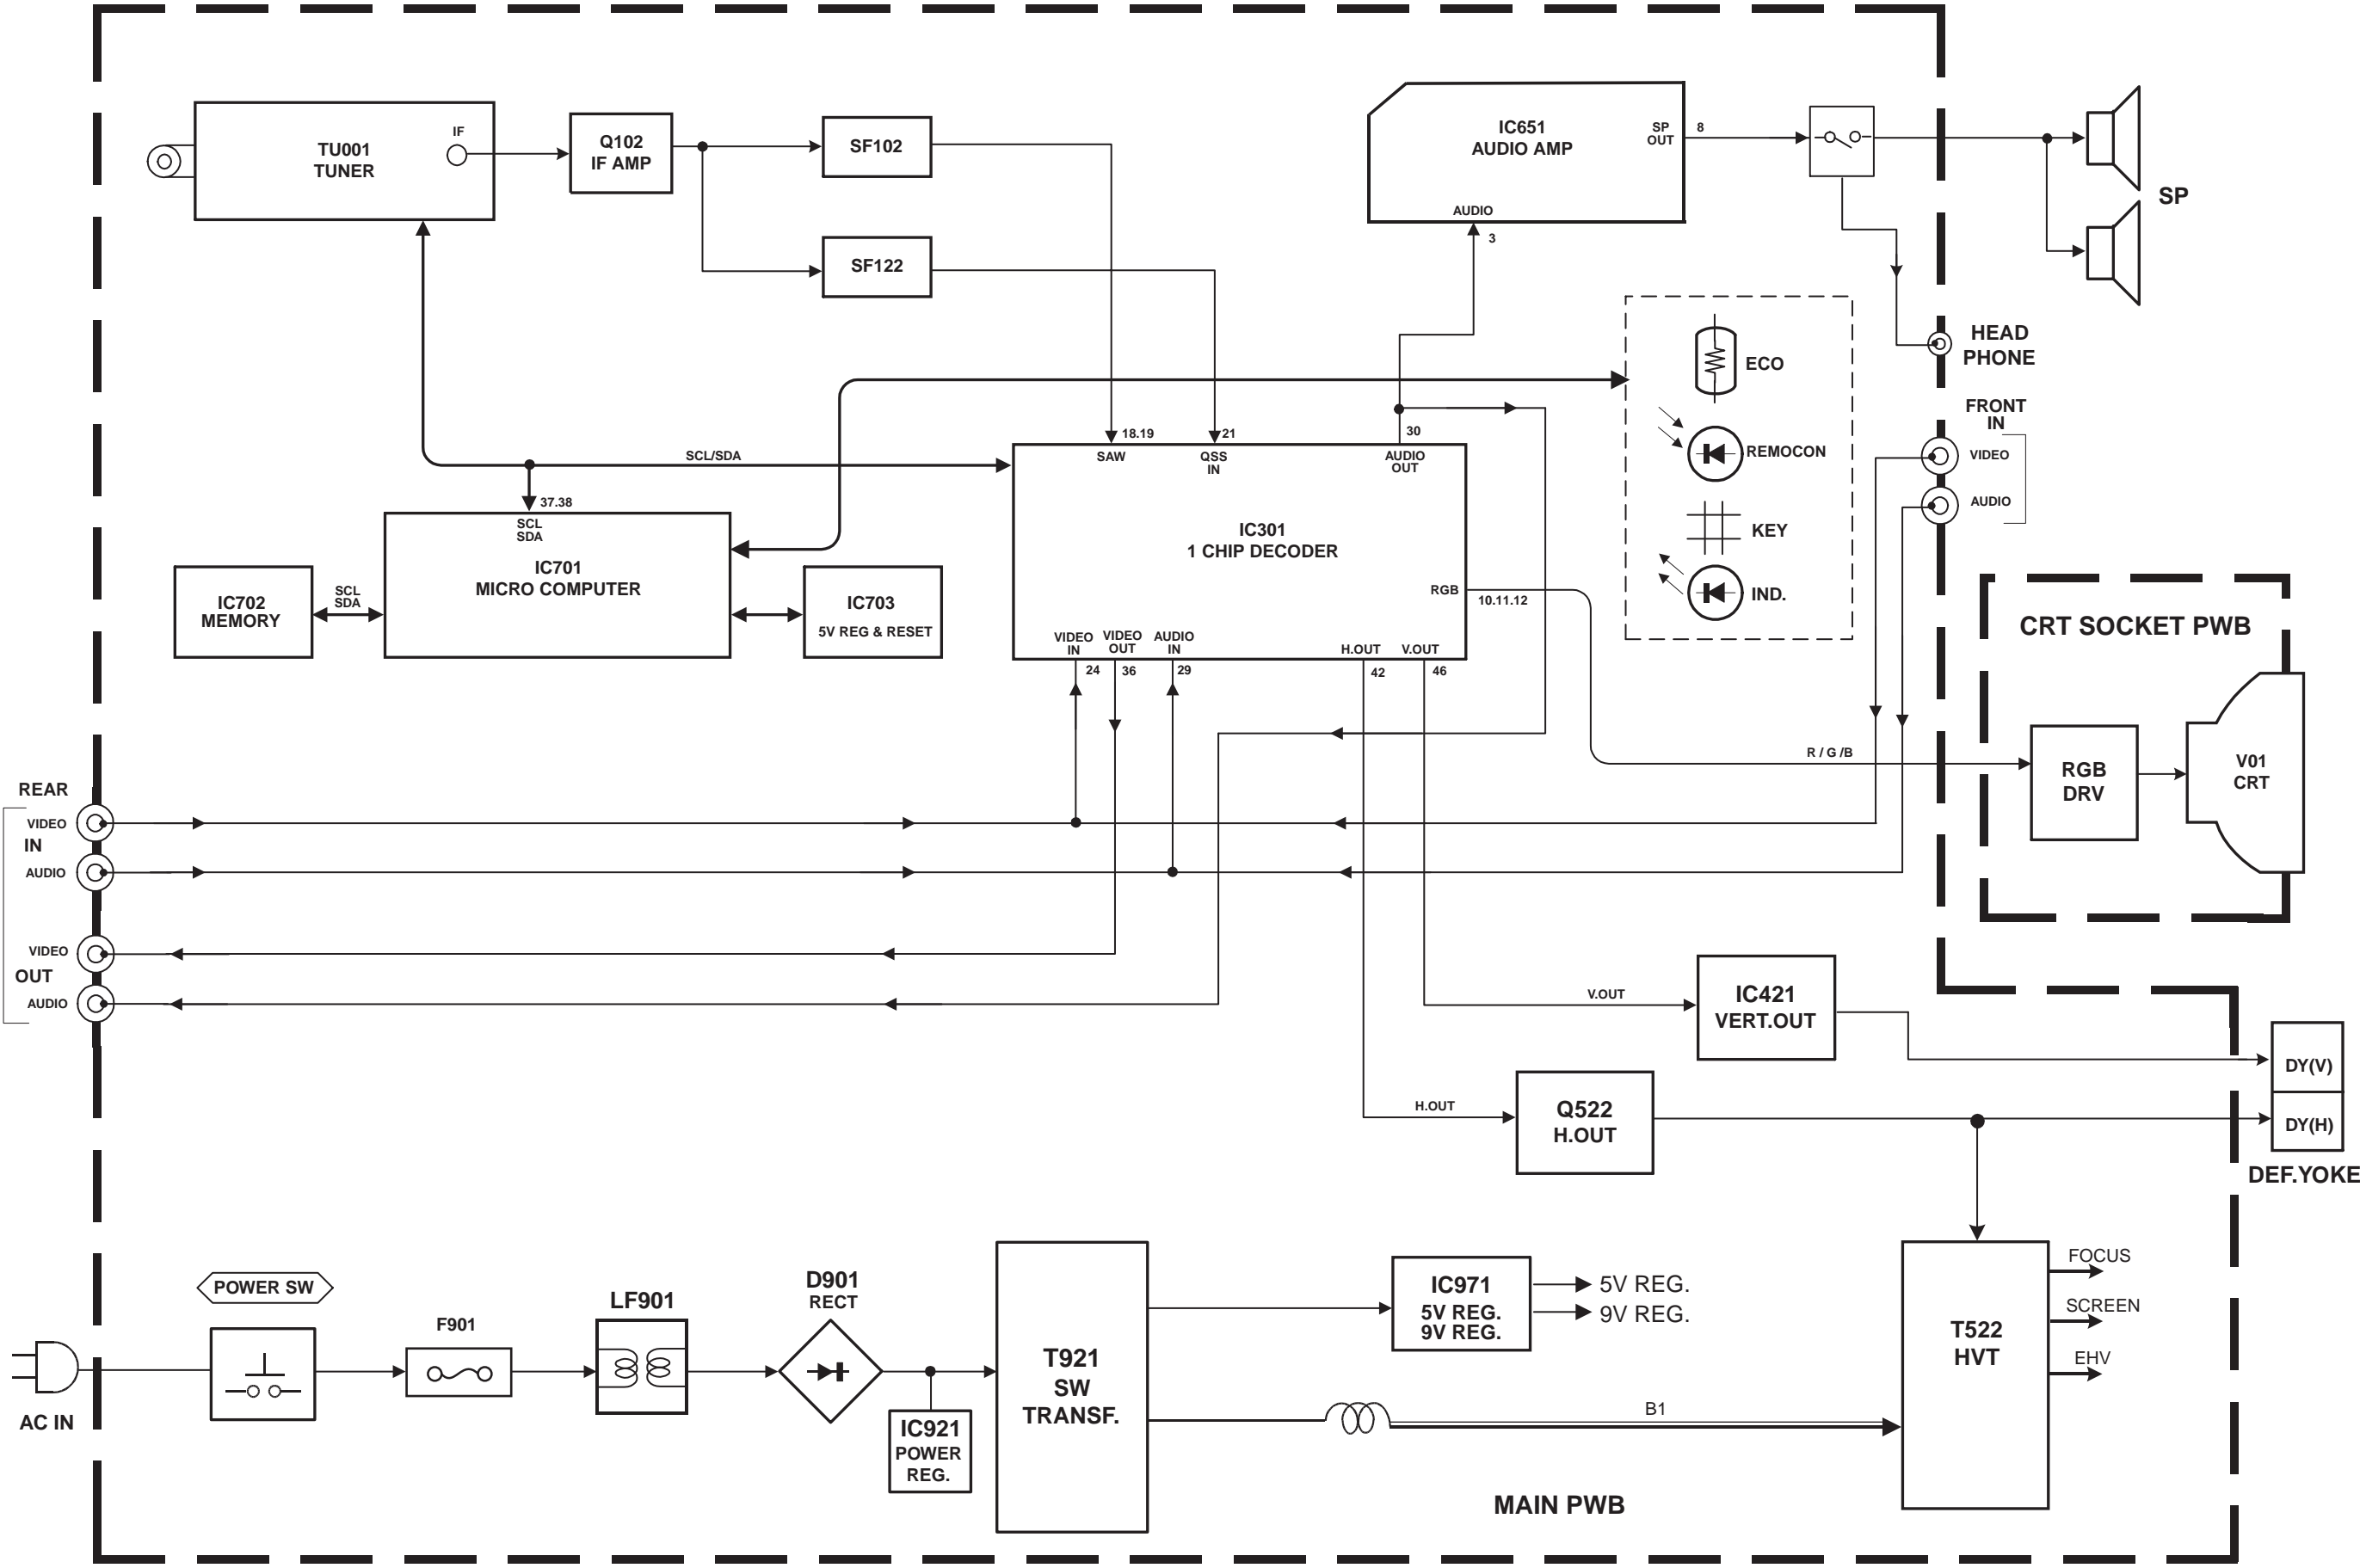 TU001
TUNER
IF
Q102
IF AMP
SF102
SF122
IC651
AUDIO AMP
SP
OUT
8
AUDIO
3
SP
HEAD
PHONE
ECO
REMOCON
KEY
IND.
FRONT
IN
VIDEO
AUDIO
SCL/SDA
37.38
SCL
SDA
IC701
MICRO COMPUTER
IC702
MEMORY
SCL
SDA
IC703
5V REG & RESET
18.19
SAW
21
QSS
IN
30
AUDIO
OUT
IC301
1 CHIP DECODER
RGB
10.11.12
VIDEO
IN
24
VIDEO
OUT
36
AUDIO
IN
29
H.OUT
42
V.OUT
46
R / G /B
CRT SOCKET PWB
RGB
DRV
V01
CRT
REAR
VIDEO
IN
AUDIO
VIDEO
OUT
AUDIO
V.OUT
IC421
VERT.OUT
H.OUT
Q522
H.OUT
DY(V)
DY(H)
DEF.YOKE
AC IN
POWER SW
F901
LF901
D901
RECT
IC921
POWER
REG.
T921
SW
TRANSF.
IC971
5V REG.
9V REG.
5V REG.
9V REG.
B1
T522
HVT
FOCUS
SCREEN
EHV
MAIN PWB